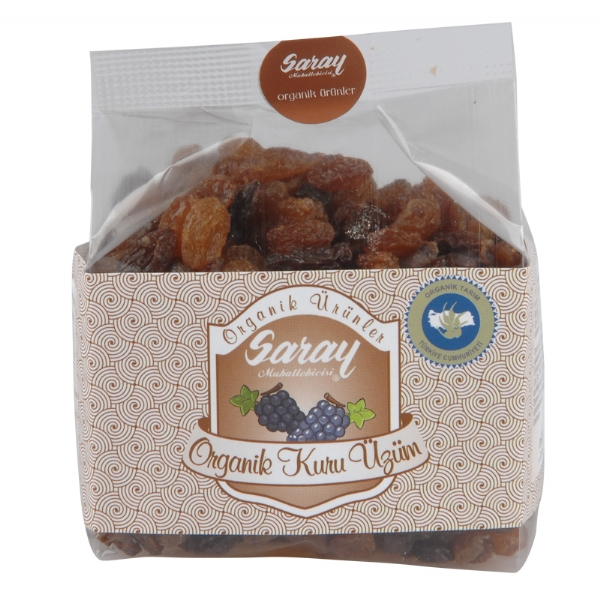 Saray
Muhallebicisi®
organik ürünler
Organik Ürünler
Saray
Muhallebicisi®
Organik Kuru Üzüm
ORGANİK TARIM
TÜRKİYE CUMHURİYETİ